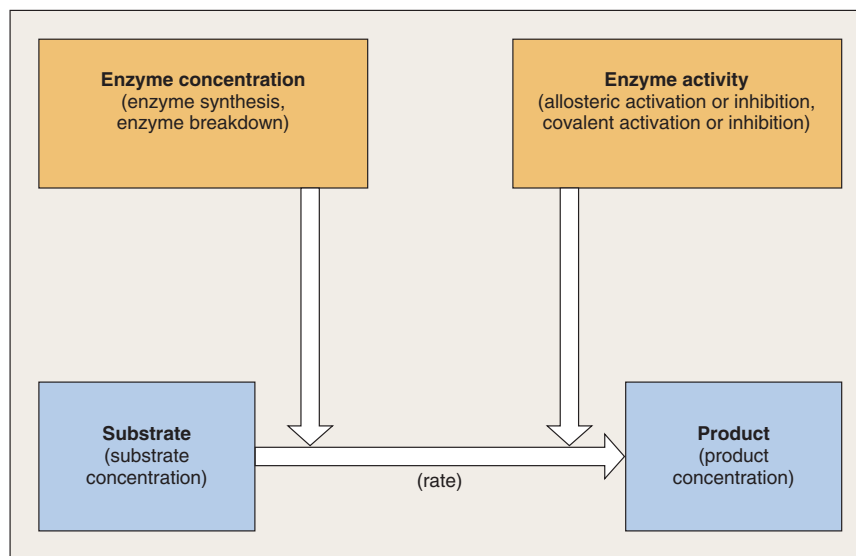 Enzyme concentration
(enzyme synthesis,
enzyme breakdown)
Enzyme activity
(allosteric activation or inhibition,
covalent activation or inhibition)
Substrate
(substrate
concentration)
(rate)
Product
(product
concentration)